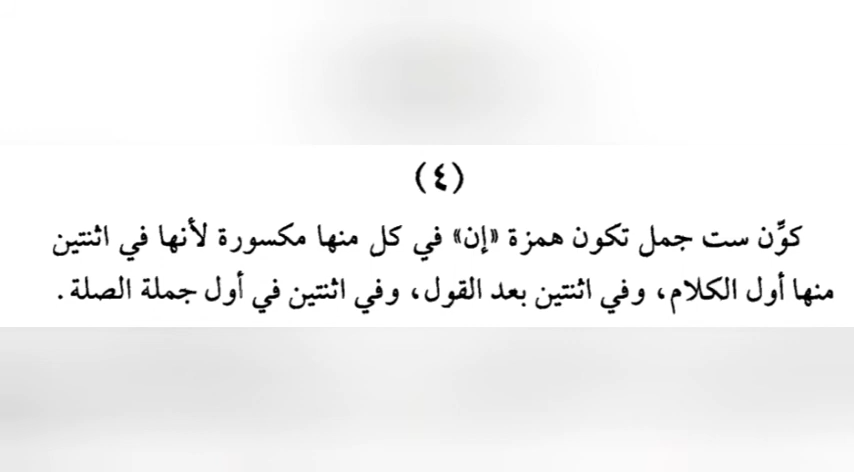 (٤)
كوِّن ست جمل تكون همزة «إن» في كل منها مكسورة لأنها في اثنتين
منها أول الكلام، وفي اثنتين بعد القول، وفي اثنتين في أول جملة الصلة.